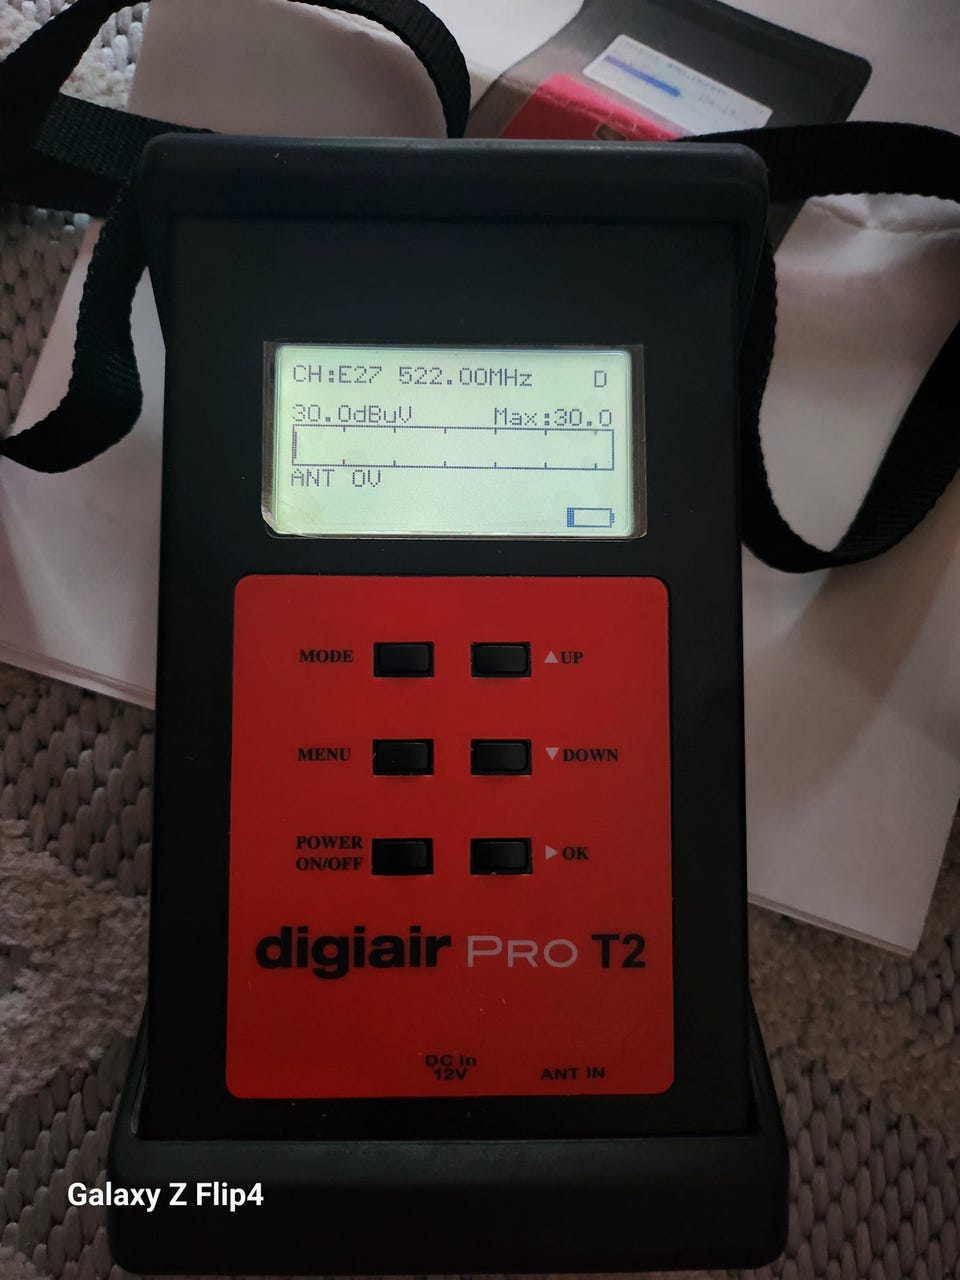 CH:E27 522.00MHz D
30.0dBuV Max:30.0
ANT 0V
MODE ▲UP
MENU ▼DOWN
POWER
ON/OFF ▶OK
digiair PRO T2
DC in
12V ANT IN
Galaxy Z Flip4